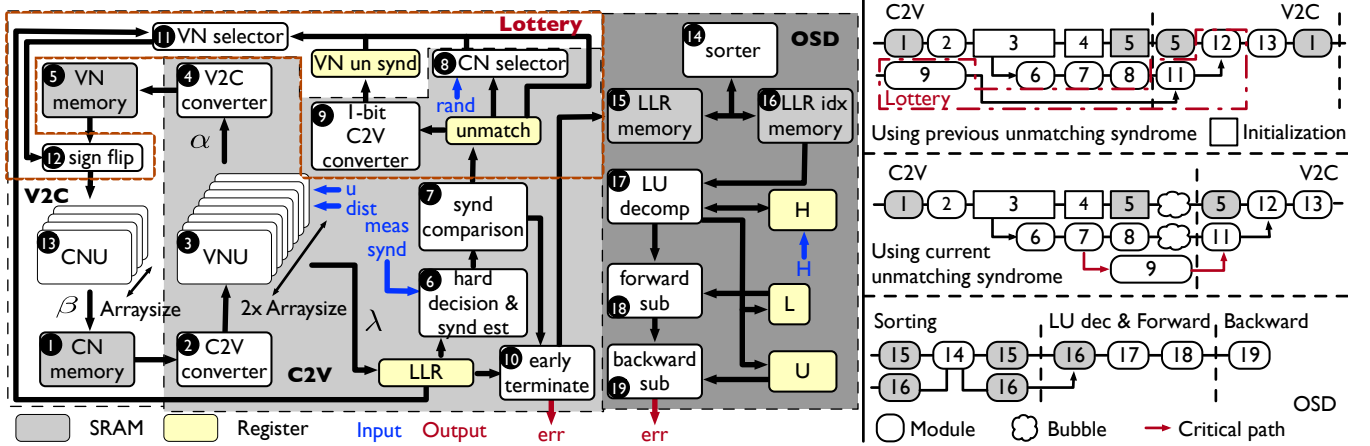 Lottery
OSD
11 VN selector
VN un synd
8 CN selector
14 sorter
5 VN memory
4 V2C converter
rand
9 1-bit C2V converter
unmatch
15 LLR memory
16 LLR idx memory
α
12 sign flip
V2C
u
dist
meas synd
7 synd comparison
17 LU decomp
H
H
13 CNU
3 VNU
Arraysize
2x Arraysize
β
λ
6 hard decision & synd est
forward sub 18
L
1 CN memory
2 C2V converter
C2V
LLR
10 early terminate
backward sub 19
U
err
err
SRAM
Register
Input
Output
C2V
V2C
1 2 3 4 5 5 12 13 1
9 6 7 8 11
Lottery
Using previous unmatching syndrome
Initialization
C2V
V2C
1 2 3 4 5 5 12 13
6 7 8 11
9
Using current
unmatching syndrome
Sorting
LU dec & Forward
Backward
15 14 15 16 17 18 19
16 16
OSD
Module
Bubble
Critical path